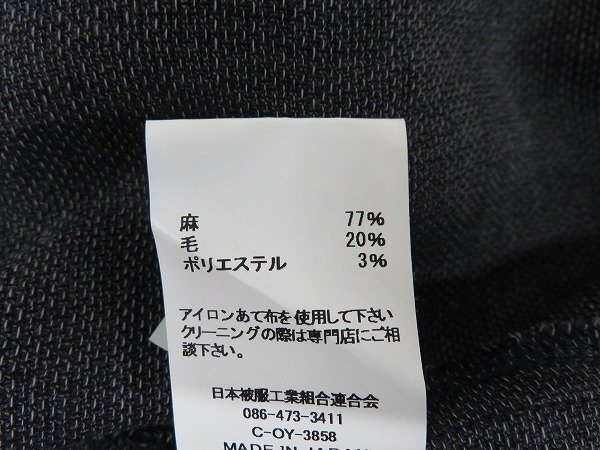 麻 77%
毛 20%
ポリエステル 3%
アイロンあて布を使用して下さい
クリーニングの際は専門店にご相
談下さい。
日本被服工業組合連合会
086-473-3411
C-OY-3858
MADE IN JAPAN